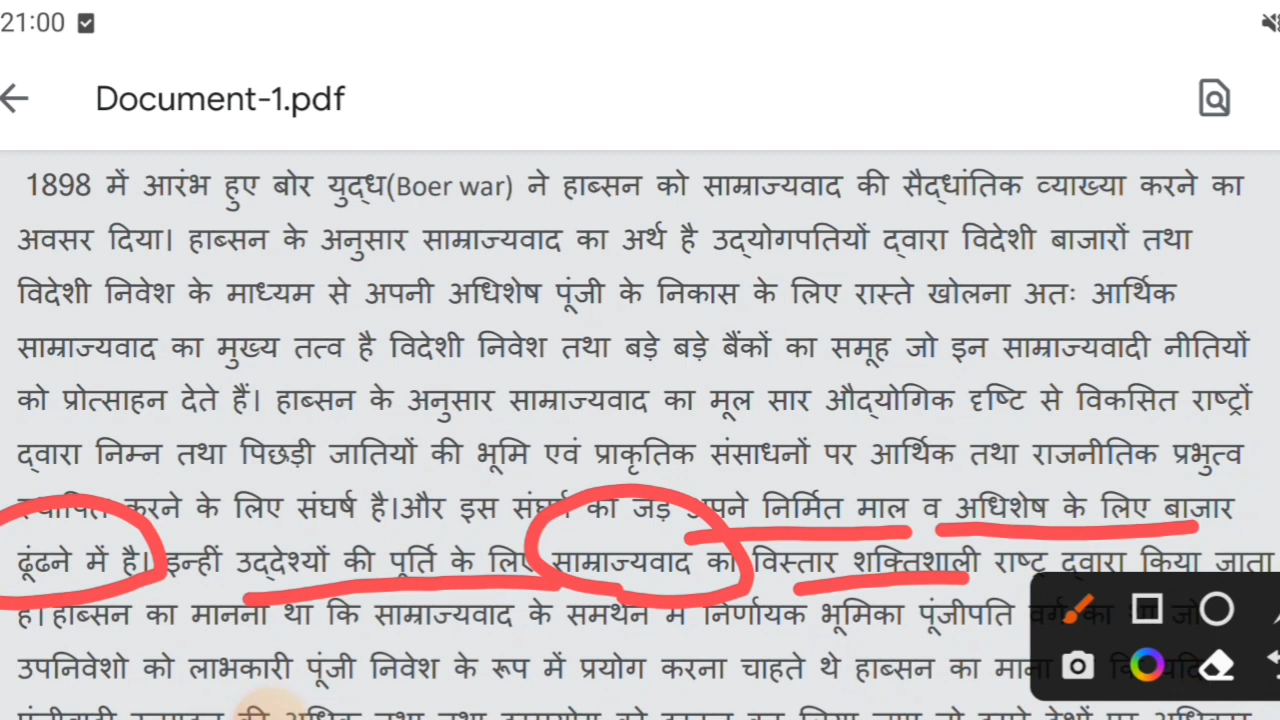 21:00
Document-1.pdf
1898 में आरंभ हुए बोर युद्ध(Boer war) ने हाब्सन को साम्राज्यवाद की सैद्धांतिक व्याख्या करने का
अवसर दिया। हाब्सन के अनुसार साम्राज्यवाद का अर्थ है उद्योगपतियों द्वारा विदेशी बाजारों तथा
विदेशी निवेश के माध्यम से अपनी अधिशेष पूंजी के निकास के लिए रास्ते खोलना अतः आर्थिक
साम्राज्यवाद का मुख्य तत्व है विदेशी निवेश तथा बड़े बड़े बैंकों का समूह जो इन साम्राज्यवादी नीतियों
को प्रोत्साहन देते हैं। हाब्सन के अनुसार साम्राज्यवाद का मूल सार औद्योगिक दृष्टि से विकसित राष्ट्रों
द्वारा निम्न तथा पिछड़ी जातियों की भूमि एवं प्राकृतिक संसाधनों पर आर्थिक तथा राजनीतिक प्रभुत्व
स्थापित करने के लिए संघर्ष है।और इस संघर्ष की जड़ अपने निर्मित माल व अधिशेष के लिए बाजार
ढूंढने में है। इन्हीं उद्देश्यों की पूर्ति के लिए साम्राज्यवाद का विस्तार शक्तिशाली राष्ट्र द्वारा किया जाता
है। हाब्सन का मानना था कि साम्राज्यवाद के समर्थन में निर्णायक भूमिका पूंजीपति वर्ग का जो
उपनिवेशो को लाभकारी पूंजी निवेश के रूप में प्रयोग करना चाहते थे हाब्सन का मानना